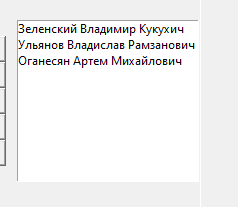 Зеленский Владимир Кукухич
Ульянов Владислав Рамзанович
Оганесян Артем Михайлович